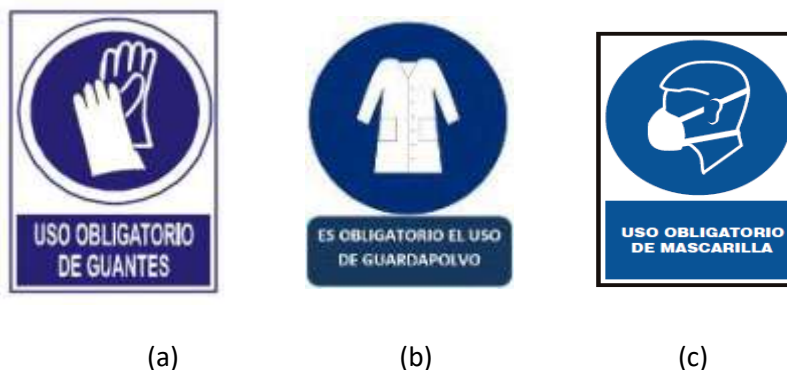 USO OBLIGATORIO
DE GUANTES
ES OBLIGATORIO EL USO
DE GUARDAPOLVO
USO OBLIGATORIO
DE MASCARILLA
(a)
(b)
(c)